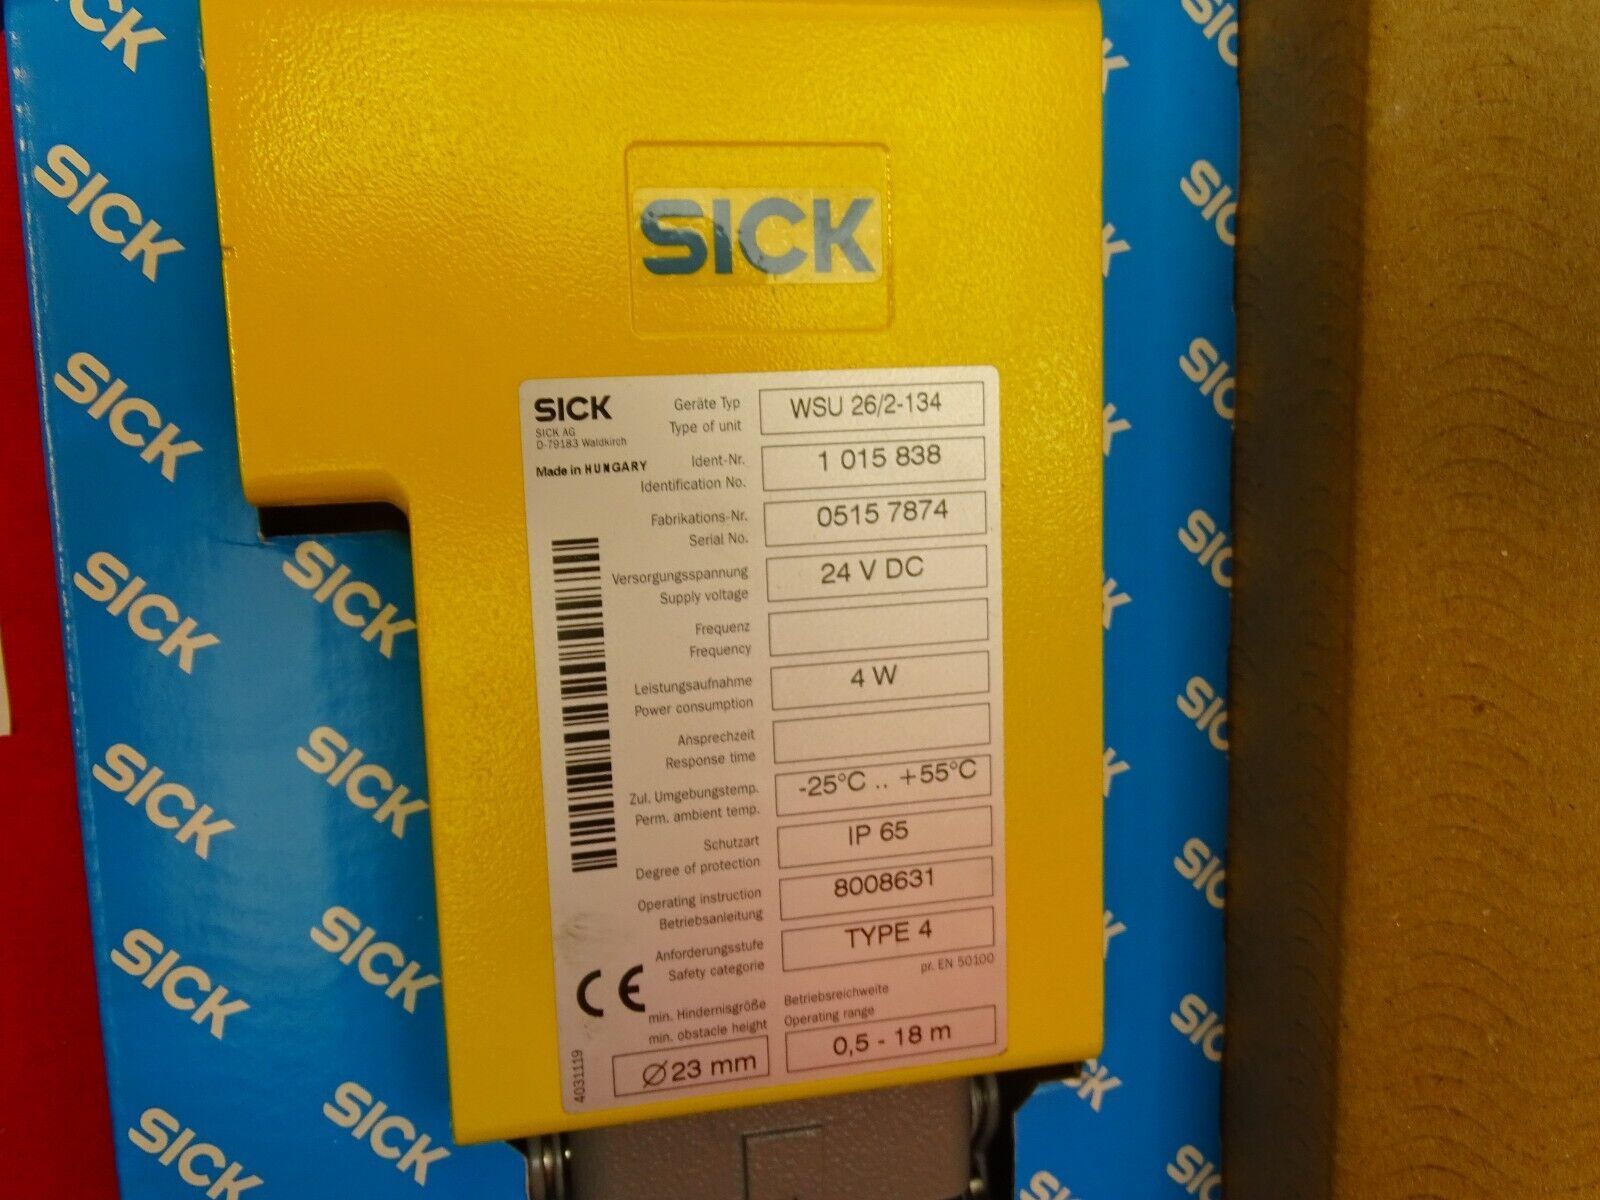 SICK
SICK
SICK AG
D-79183 Waldkirch
Made in HUNGARY
Geräte Typ
Type of unit
WSU 26/2-134
Ident-Nr.
Identification No.
1 015 838
Fabrikations-Nr.
Serial No.
0515 7874
Versorgungsspannung
Supply voltage
24 V DC
Frequenz
Frequency
Leistungsaufnahme
Power consumption
4 W
Ansprechzeit
Response time
Zul. Umgebungstemp.
Perm. ambient temp.
-25°C .. +55°C
Schutzart
Degree of protection
IP 65
Operating instruction
Betriebsanleitung
8008631
Anforderungsstufe
Safety categorie
TYPE 4
pr. EN 50100
CE
min. Hindernisgröße
min. obstacle height
Ø 23 mm
Betriebsreichweite
Operating range
0,5 - 18 m
4031119
SICK
SICK
SICK
SICK
SICK
SICK
SICK
SICK
SICK
SICK
SICK